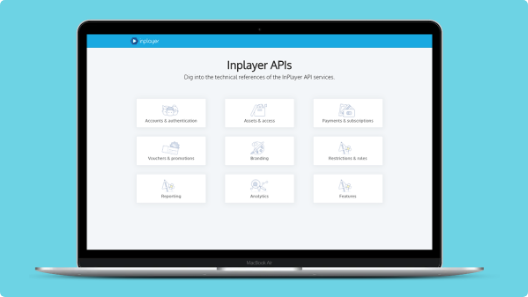 inplayer
Inplayer APIs
Dig into the technical references of the InPlayer API services.
Accounts & authentication
Assets & access
Payments & subscriptions
Vouchers & promotions
Branding
Restrictions & rules
Reporting
Analytics
Features
MacBook Air